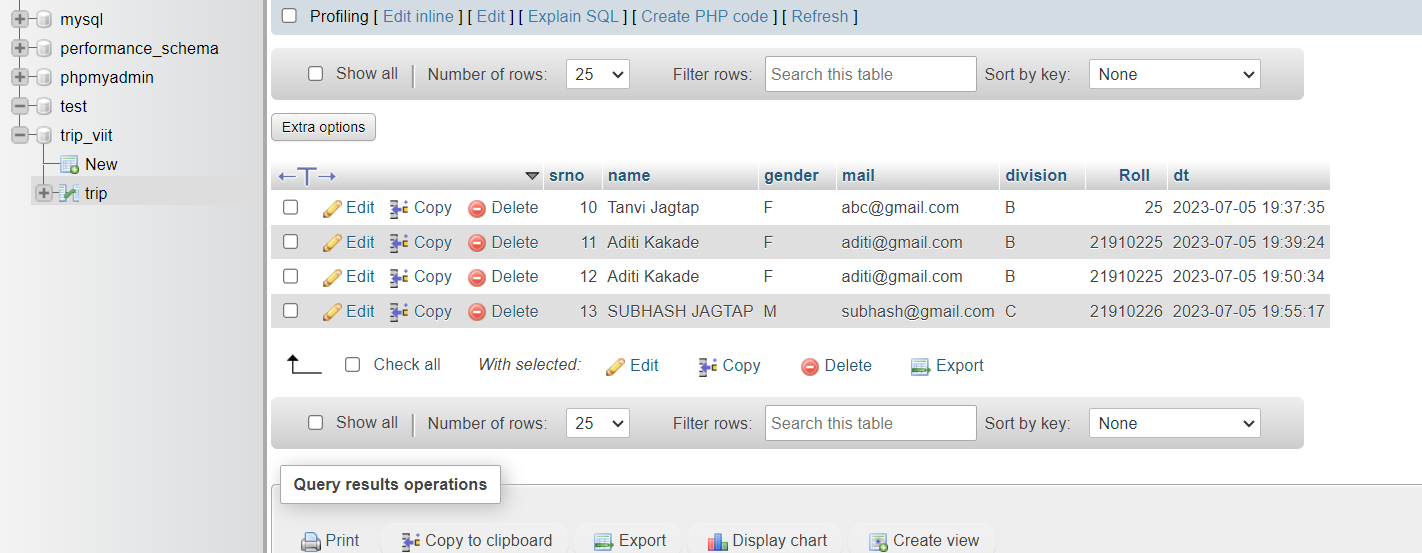 mysql
performance_schema
phpmyadmin
test
trip_viit
New
trip
Profiling [ Edit inline ] [ Edit ] [ Explain SQL ] [ Create PHP code ] [ Refresh ]
Show all Number of rows: 25 Filter rows: Search this table Sort by key: None
Extra options
←T→ srno name gender mail division Roll dt
Edit Copy Delete 10 Tanvi Jagtap F abc@gmail.com B 25 2023-07-05 19:37:35
Edit Copy Delete 11 Aditi Kakade F aditi@gmail.com B 21910225 2023-07-05 19:39:24
Edit Copy Delete 12 Aditi Kakade F aditi@gmail.com B 21910225 2023-07-05 19:50:34
Edit Copy Delete 13 SUBHASH JAGTAP M subhash@gmail.com C 21910226 2023-07-05 19:55:17
Check all With selected: Edit Copy Delete Export
Show all Number of rows: 25 Filter rows: Search this table Sort by key: None
Query results operations
Print Copy to clipboard Export Display chart Create view